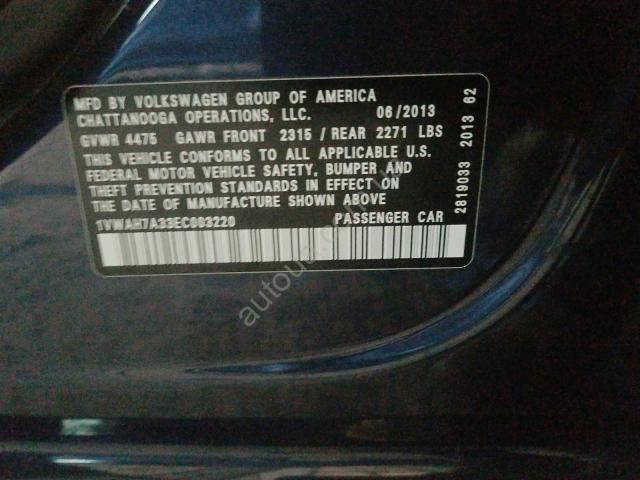 MFD BY VOLKSWAGEN GROUP OF AMERICA
CHATTANOOGA OPERATIONS, LLC. 06/2013
GVWR 4475 GAWR FRONT 2315 / REAR 2271 LBS
THIS VEHICLE CONFORMS TO ALL APPLICABLE U.S.
FEDERAL MOTOR VEHICLE SAFETY, BUMPER AND
THEFT PREVENTION STANDARDS IN EFFECT ON
THE DATE OF MANUFACTURE SHOWN ABOVE
1VWAH7A33EC003220 PASSENGER CAR
2819033 2013 62